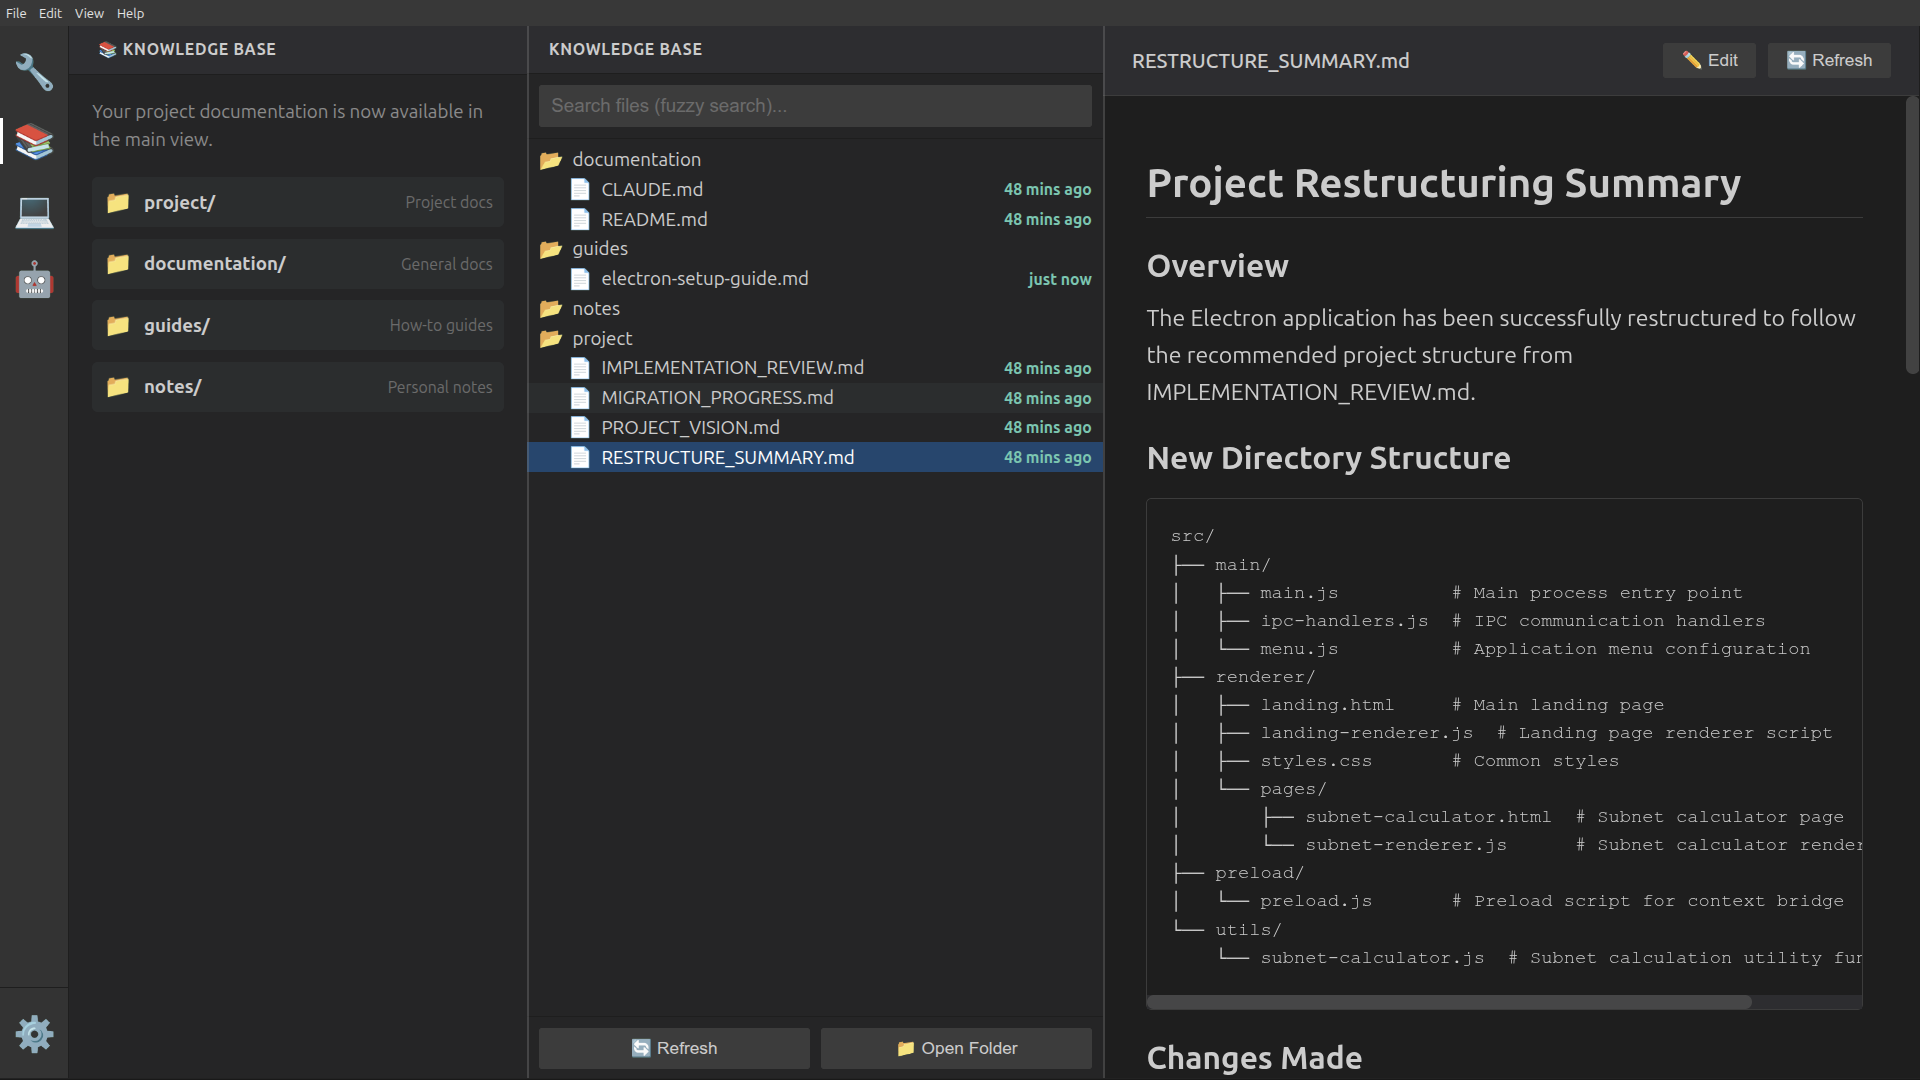 File Edit View Help
📚 KNOWLEDGE BASE
Your project documentation is now available in
the main view.
project/ Project docs
documentation/ General docs
guides/ How-to guides
notes/ Personal notes
KNOWLEDGE BASE
Search files (fuzzy search)...
documentation
CLAUDE.md 48 mins ago
README.md 48 mins ago
guides
electron-setup-guide.md just now
notes
project
IMPLEMENTATION_REVIEW.md 48 mins ago
MIGRATION_PROGRESS.md 48 mins ago
PROJECT_VISION.md 48 mins ago
RESTRUCTURE_SUMMARY.md 48 mins ago
Refresh Open Folder
RESTRUCTURE_SUMMARY.md Edit Refresh
Project Restructuring Summary
Overview
The Electron application has been successfully restructured to follow
the recommended project structure from
IMPLEMENTATION_REVIEW.md.
New Directory Structure
src/
├── main/
│   ├── main.js          # Main process entry point
│   ├── ipc-handlers.js  # IPC communication handlers
│   └── menu.js          # Application menu configuration
├── renderer/
│   ├── landing.html     # Main landing page
│   ├── landing-renderer.js  # Landing page renderer script
│   ├── styles.css       # Common styles
│   └── pages/
│       ├── subnet-calculator.html  # Subnet calculator page
│       └── subnet-renderer.js      # Subnet calculator render
├── preload/
│   └── preload.js       # Preload script for context bridge
└── utils/
    └── subnet-calculator.js  # Subnet calculation utility fun
Changes Made